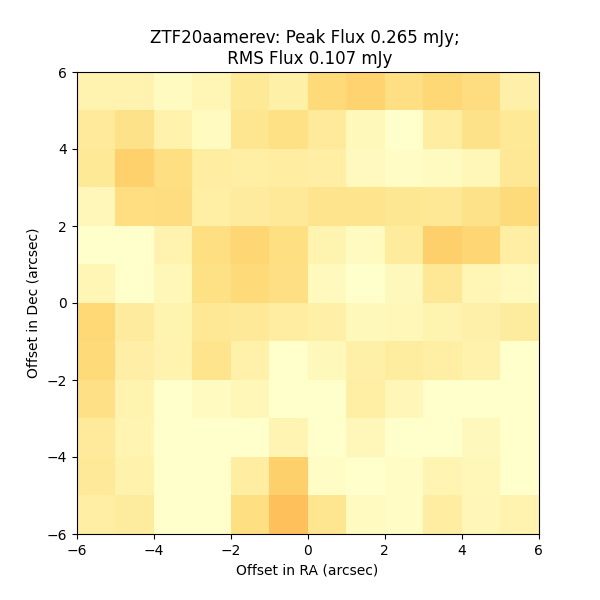 ZTF20aamerev: Peak Flux 0.265 mJy;
RMS Flux 0.107 mJy
6
4
2
0
−2
−4
−6
Offset in Dec (arcsec)
−6 −4 −2 0 2 4 6
Offset in RA (arcsec)